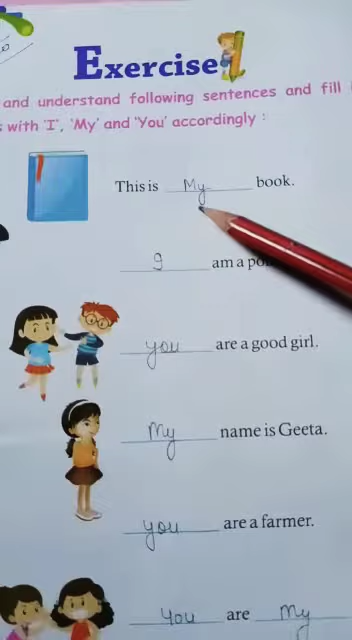 Exercise
and understand following sentences and fill
with 'I', 'My' and 'You' accordingly :
This is My book.
I am a
you are a good girl.
My name is Geeta.
you are a farmer.
You are My